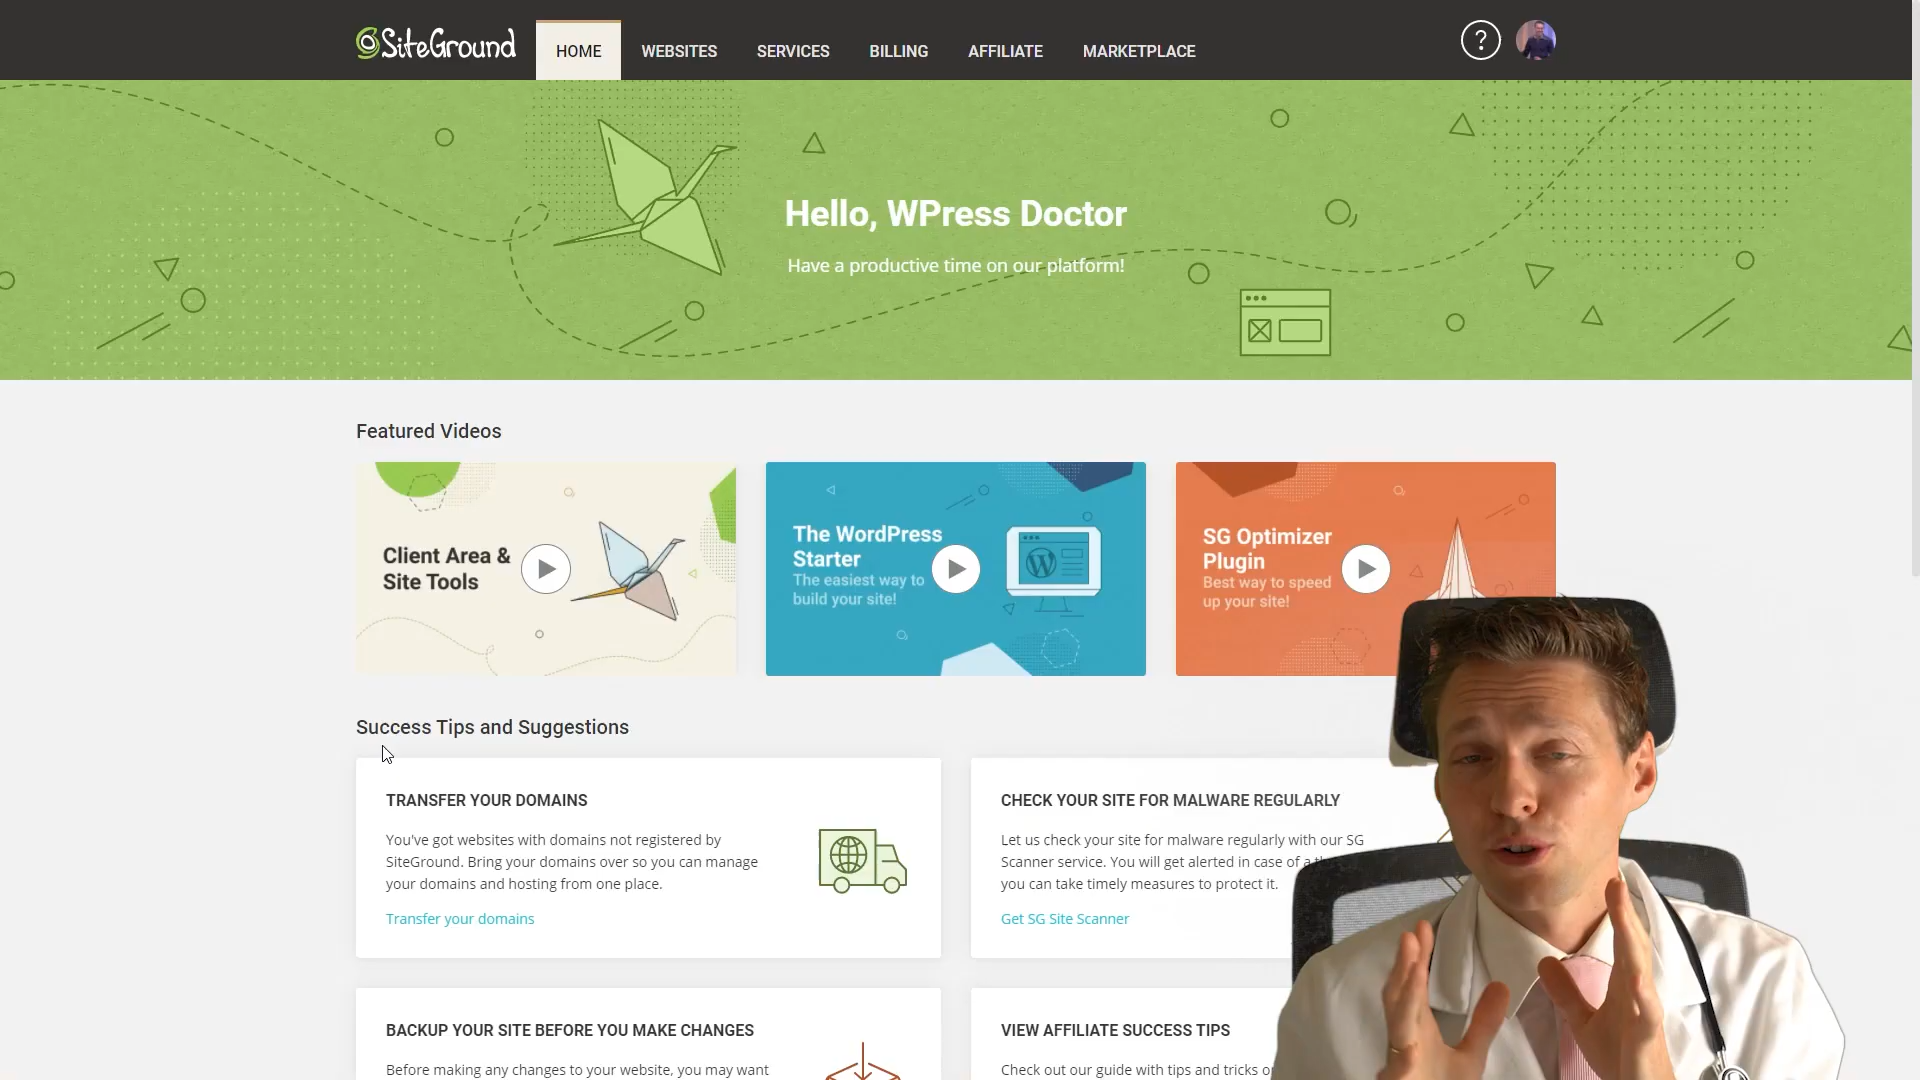 SiteGround
HOME
WEBSITES
SERVICES
BILLING
AFFILIATE
MARKETPLACE
?
Hello, WPress Doctor
Have a productive time on our platform!
Featured Videos
Client Area &
Site Tools
The WordPress
Starter
The easiest way to
build your site!
SG Optimizer
Plugin
Best way to speed
up your site!
Success Tips and Suggestions
TRANSFER YOUR DOMAINS
You've got websites with domains not registered by
SiteGround. Bring your domains over so you can manage
your domains and hosting from one place.
Transfer your domains
CHECK YOUR SITE FOR MALWARE REGULARLY
Let us check your site for malware regularly with our SG
Scanner service. You will get alerted in case of a
you can take timely measures to protect it.
Get SG Site Scanner
BACKUP YOUR SITE BEFORE YOU MAKE CHANGES
Before making any changes to your website, you may want
VIEW AFFILIATE SUCCESS TIPS
Check out our guide with tips and tricks